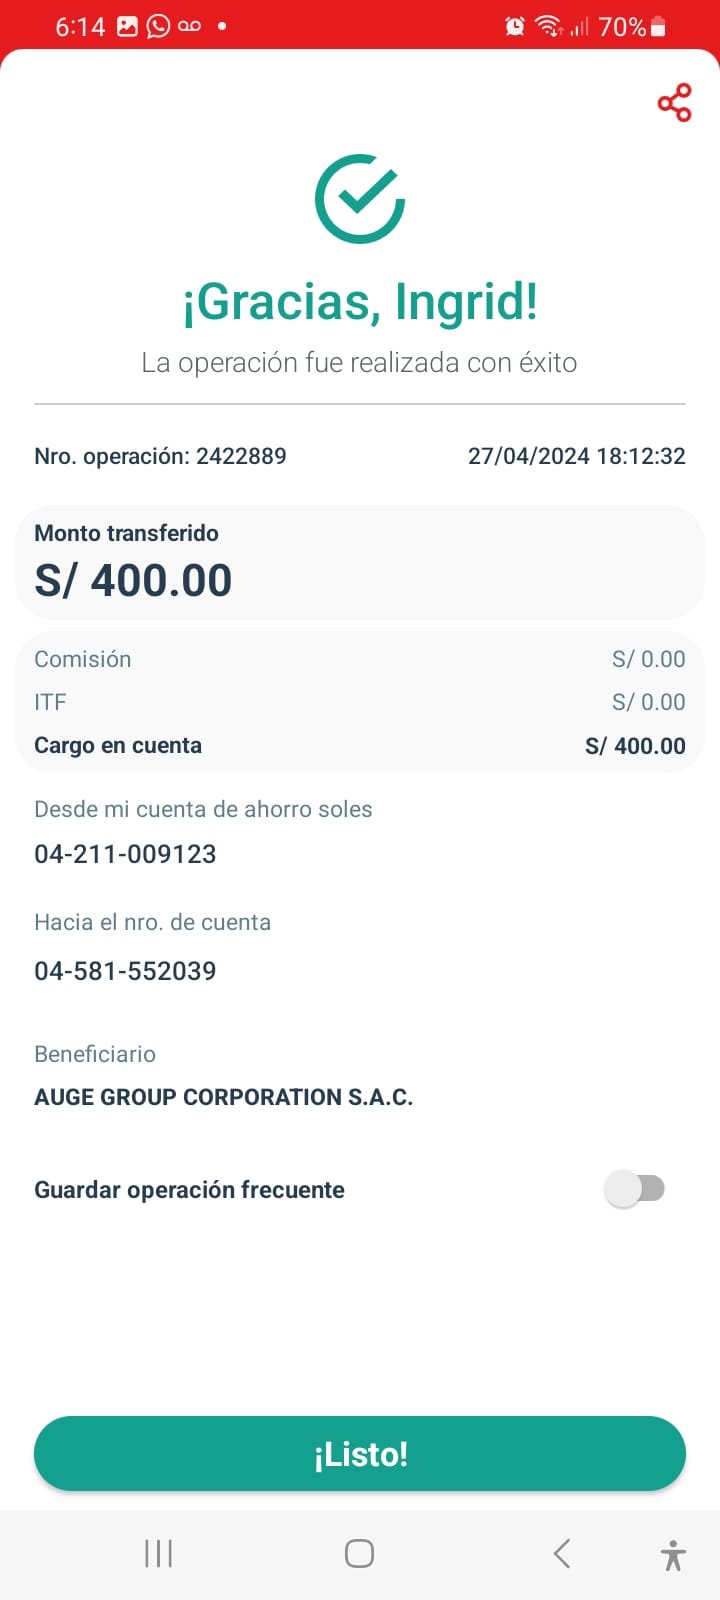 6:14
70%
¡Gracias, Ingrid!
La operación fue realizada con éxito
Nro. operación: 2422889 27/04/2024 18:12:32
Monto transferido
S/ 400.00
Comisión S/ 0.00
ITF S/ 0.00
Cargo en cuenta S/ 400.00
Desde mi cuenta de ahorro soles
04-211-009123
Hacia el nro. de cuenta
04-581-552039
Beneficiario
AUGE GROUP CORPORATION S.A.C.
Guardar operación frecuente
¡Listo!